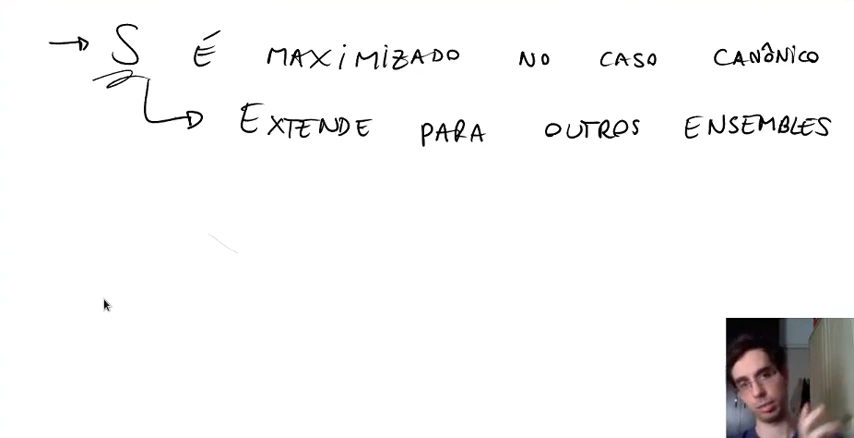 → S É MAXIMIZADO NO CASO CANÔNICO
→ EXTENDE PARA OUTROS ENSEMBLES